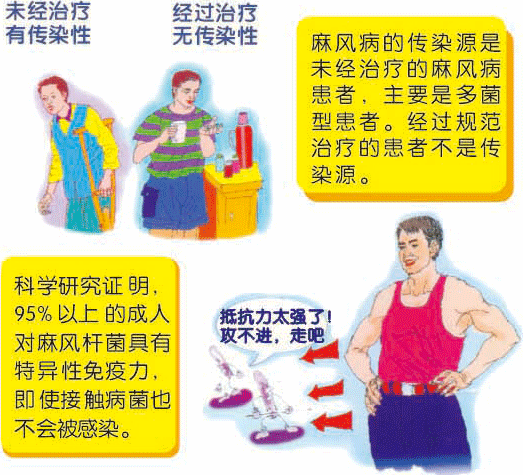 未经治疗
有传染性
经过治疗
无传染性
麻风病的传染源是
未经治疗的麻风病
患者，主要是多菌
型患者。经过规范
治疗的患者不是传
染源。
科学研究证明，
95%以上的成人
对麻风杆菌具有
特异性免疫力，
即使接触病菌也
不会被感染。
抵抗力太强了！
攻不进，走吧